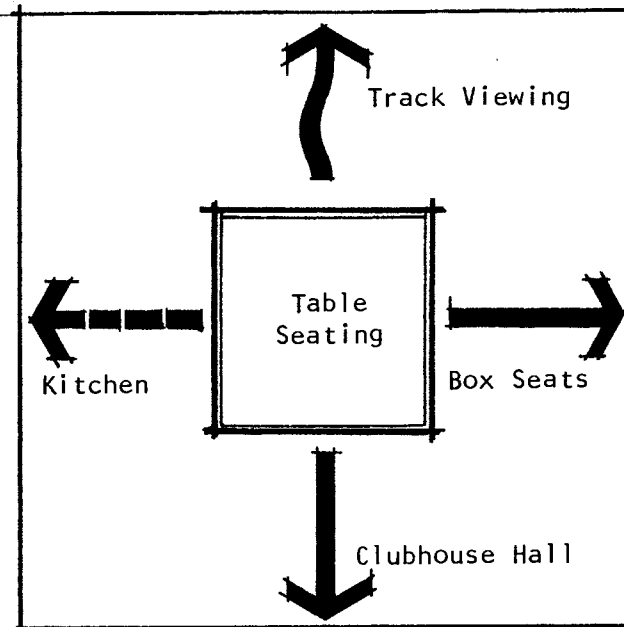 Track Viewing
Table
Seating
Kitchen
Box Seats
Clubhouse Hall